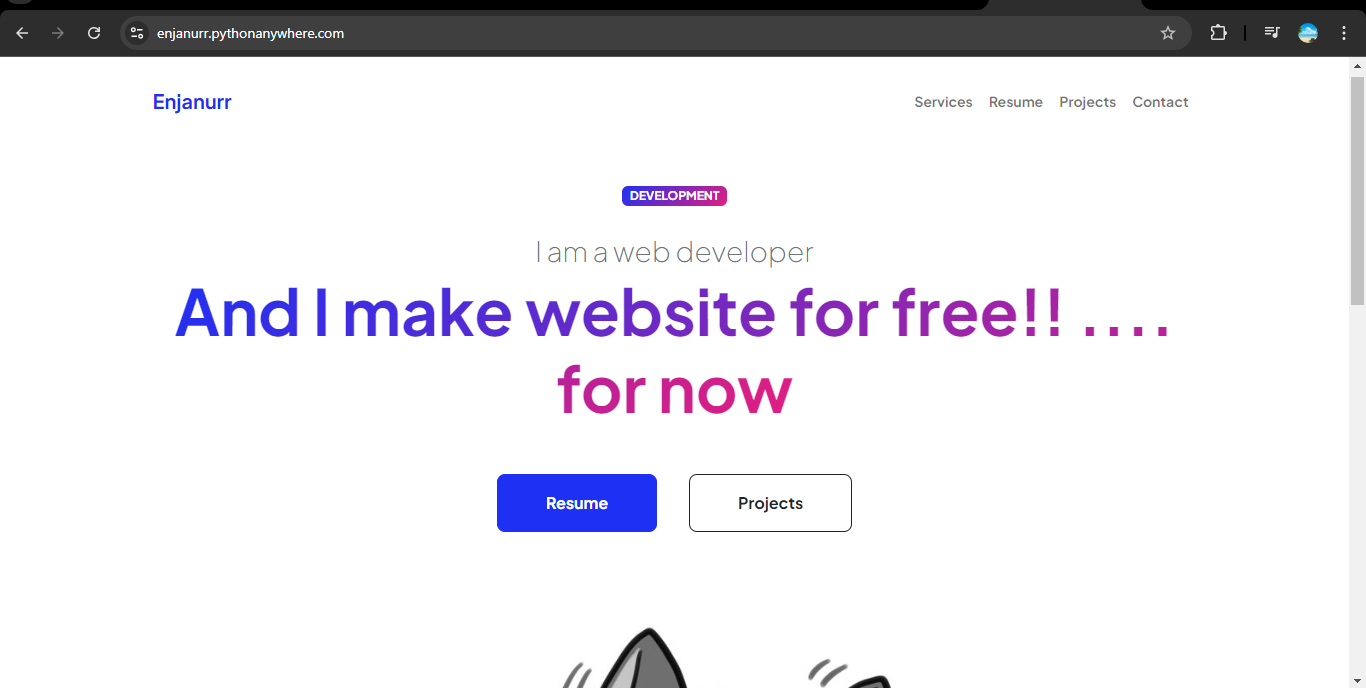 enjanurr.pythonanywhere.com
Enjanurr
Services Resume Projects Contact
DEVELOPMENT
I am a web developer
And I make website for free!! ....
for now
Resume Projects